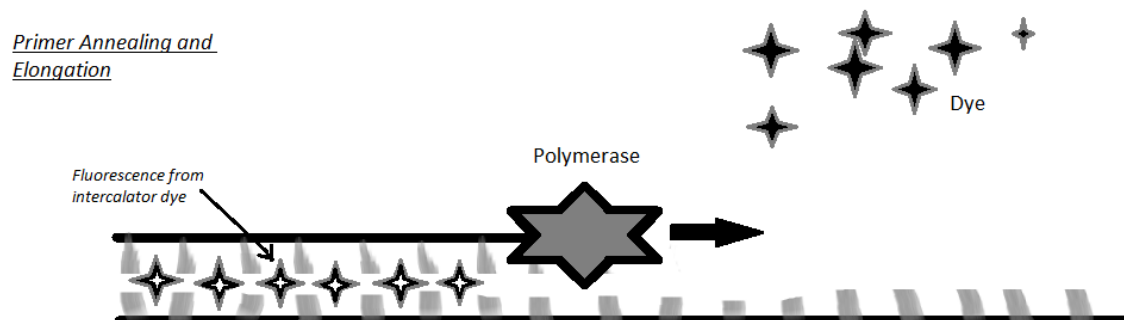 Primer Annealing and
Elongation
Dye
Polymerase
Fluorescence from
intercalator dye